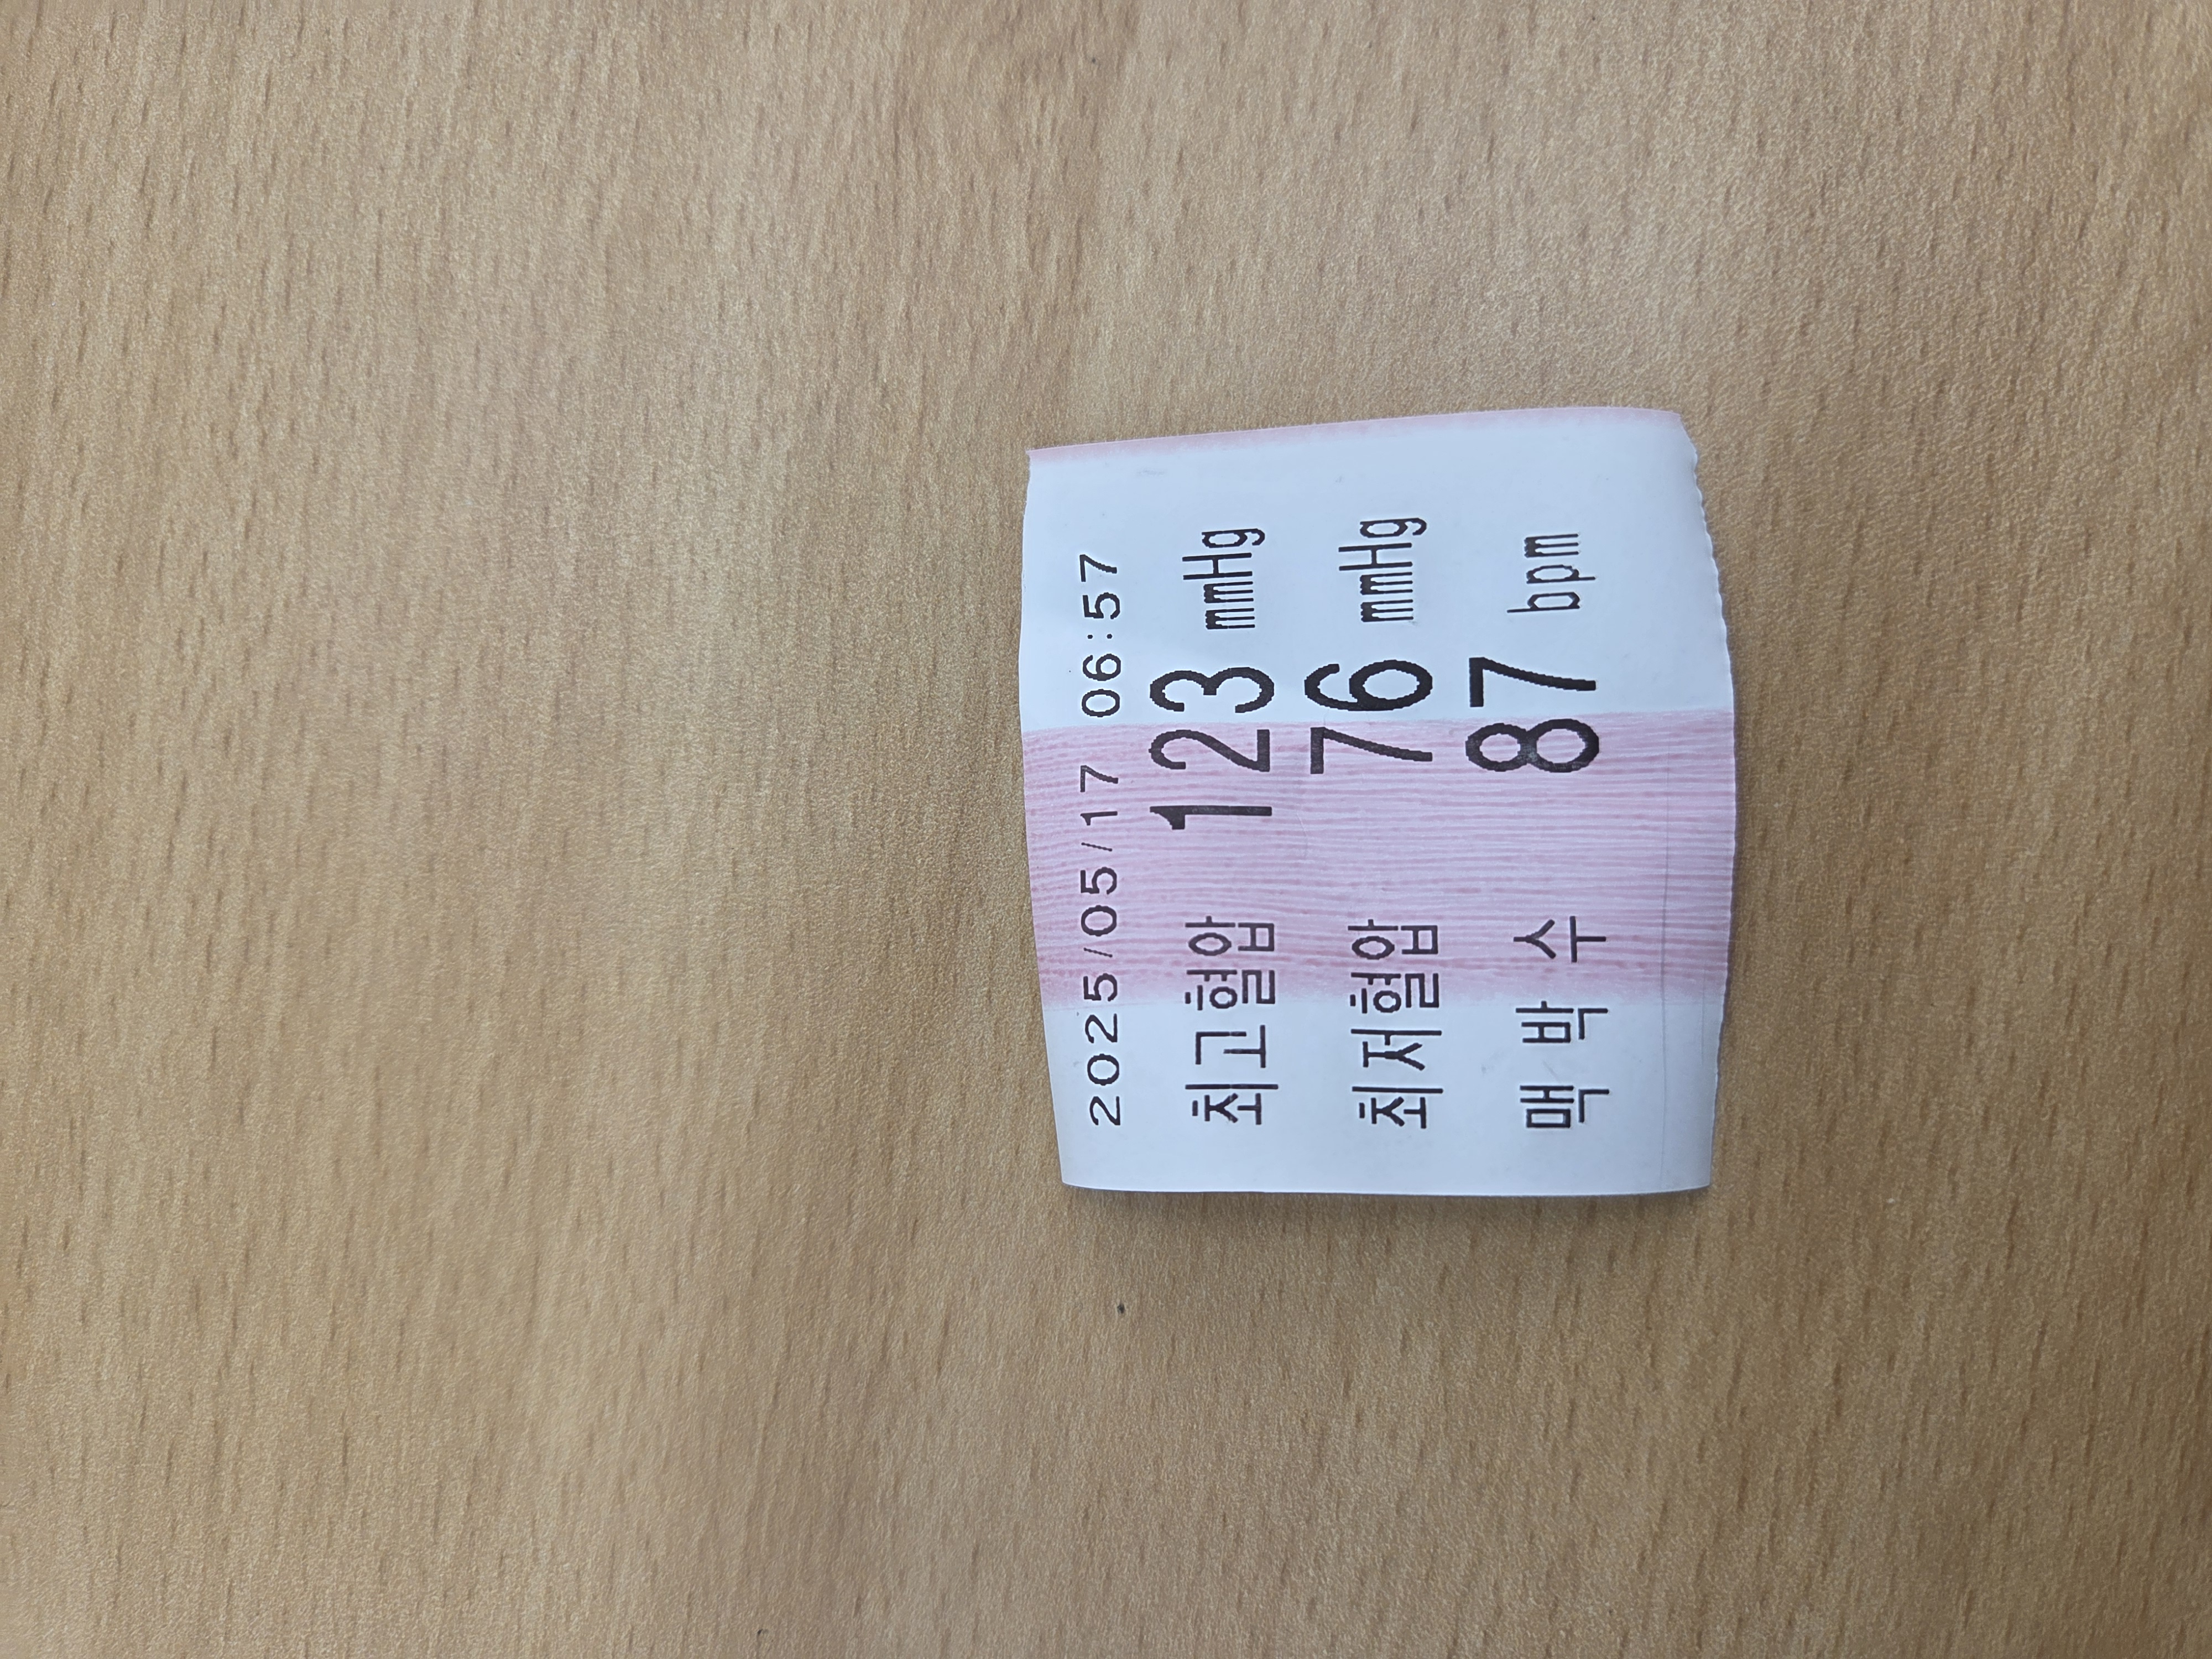 2025/05/17 06:57
최고혈압 123 mmHg
최저혈압 76 mmHg
맥 박 수 87 bpm